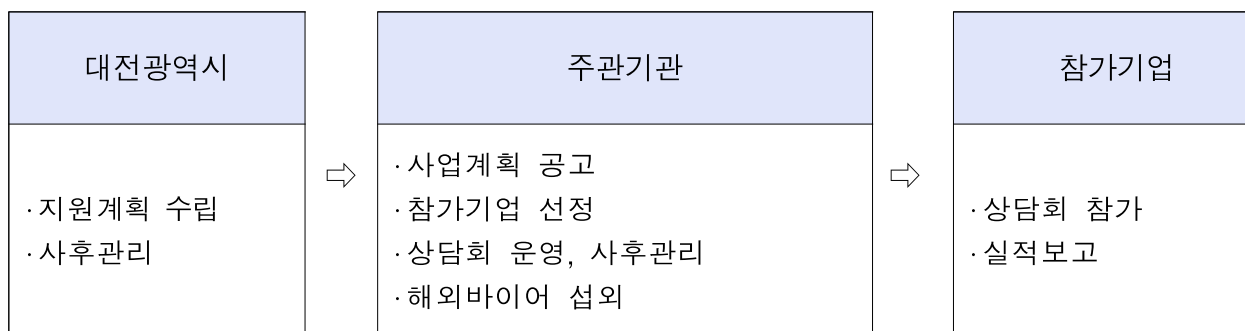 대전광역시
·지원계획 수립
·사후관리
⇨
주관기관
·사업계획 공고
·참가기업 선정
·상담회 운영, 사후관리
·해외바이어 섭외
⇨
참가기업
·상담회 참가
·실적보고